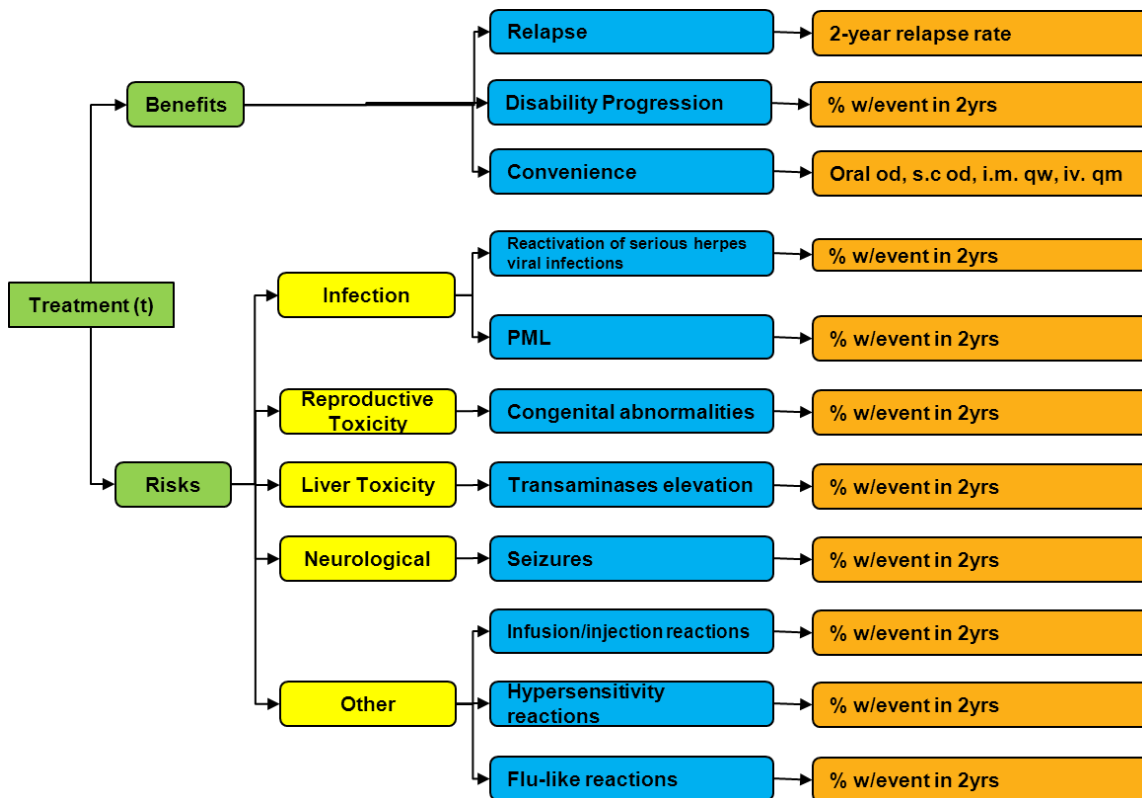 Relapse
2-year relapse rate
Benefits
Disability Progression
% w/event in 2yrs
Convenience
Oral od, s.c od, i.m. qw, iv. qm
Treatment (t)
Infection
Reactivation of serious herpes
viral infections
% w/event in 2yrs
PML
% w/event in 2yrs
Risks
Reproductive
Toxicity
Congenital abnormalities
% w/event in 2yrs
Liver Toxicity
Transaminases elevation
% w/event in 2yrs
Neurological
Seizures
% w/event in 2yrs
Other
Infusion/injection reactions
% w/event in 2yrs
Hypersensitivity
reactions
% w/event in 2yrs
Flu-like reactions
% w/event in 2yrs